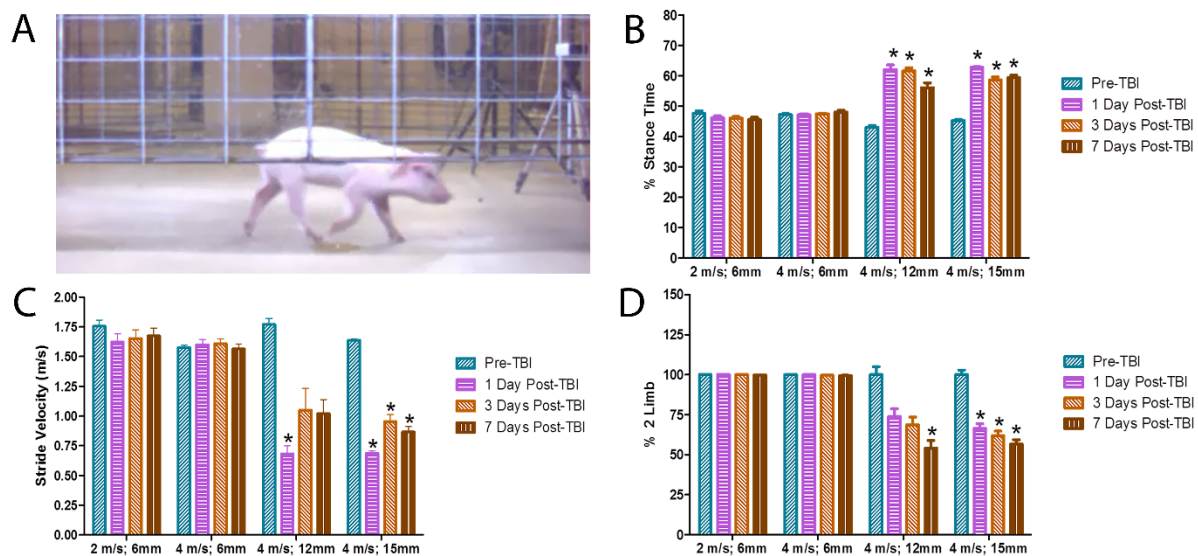 A
B
% Stance Time
80
70
60
50
40
30
20
10
0
* * *
* * *
2 m/s; 6mm 4 m/s; 6mm 4 m/s; 12mm 4 m/s; 15mm
Pre-TBI
1 Day Post-TBI
3 Days Post-TBI
7 Days Post-TBI
C
Stride Velocity (m/s)
2.00
1.75
1.50
1.25
1.00
0.75
0.50
0.25
0.00
*
* * *
2 m/s; 6mm 4 m/s; 6mm 4 m/s; 12mm 4 m/s; 15mm
Pre-TBI
1 Day Post-TBI
3 Days Post-TBI
7 Days Post-TBI
D
% 2 Limb
150
125
100
75
50
25
0
*
* * *
2 m/s; 6mm 4 m/s; 6mm 4 m/s; 12mm 4 m/s; 15mm
Pre-TBI
1 Day Post-TBI
3 Days Post-TBI
7 Days Post-TBI